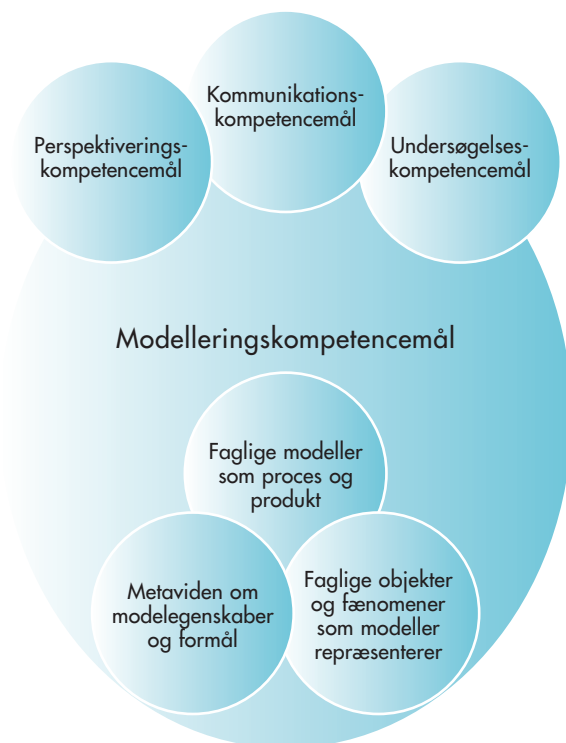 Kommunikations-
kompetencemål
Perspektiverings-
kompetencemål
Undersøgelses-
kompetencemål
Modelleringskompetencemål
Faglige modeller
som proces og
produkt
Metaviden om
modelegenskaber
og formål
Faglige objekter
og fænomener
som modeller
repræsenterer